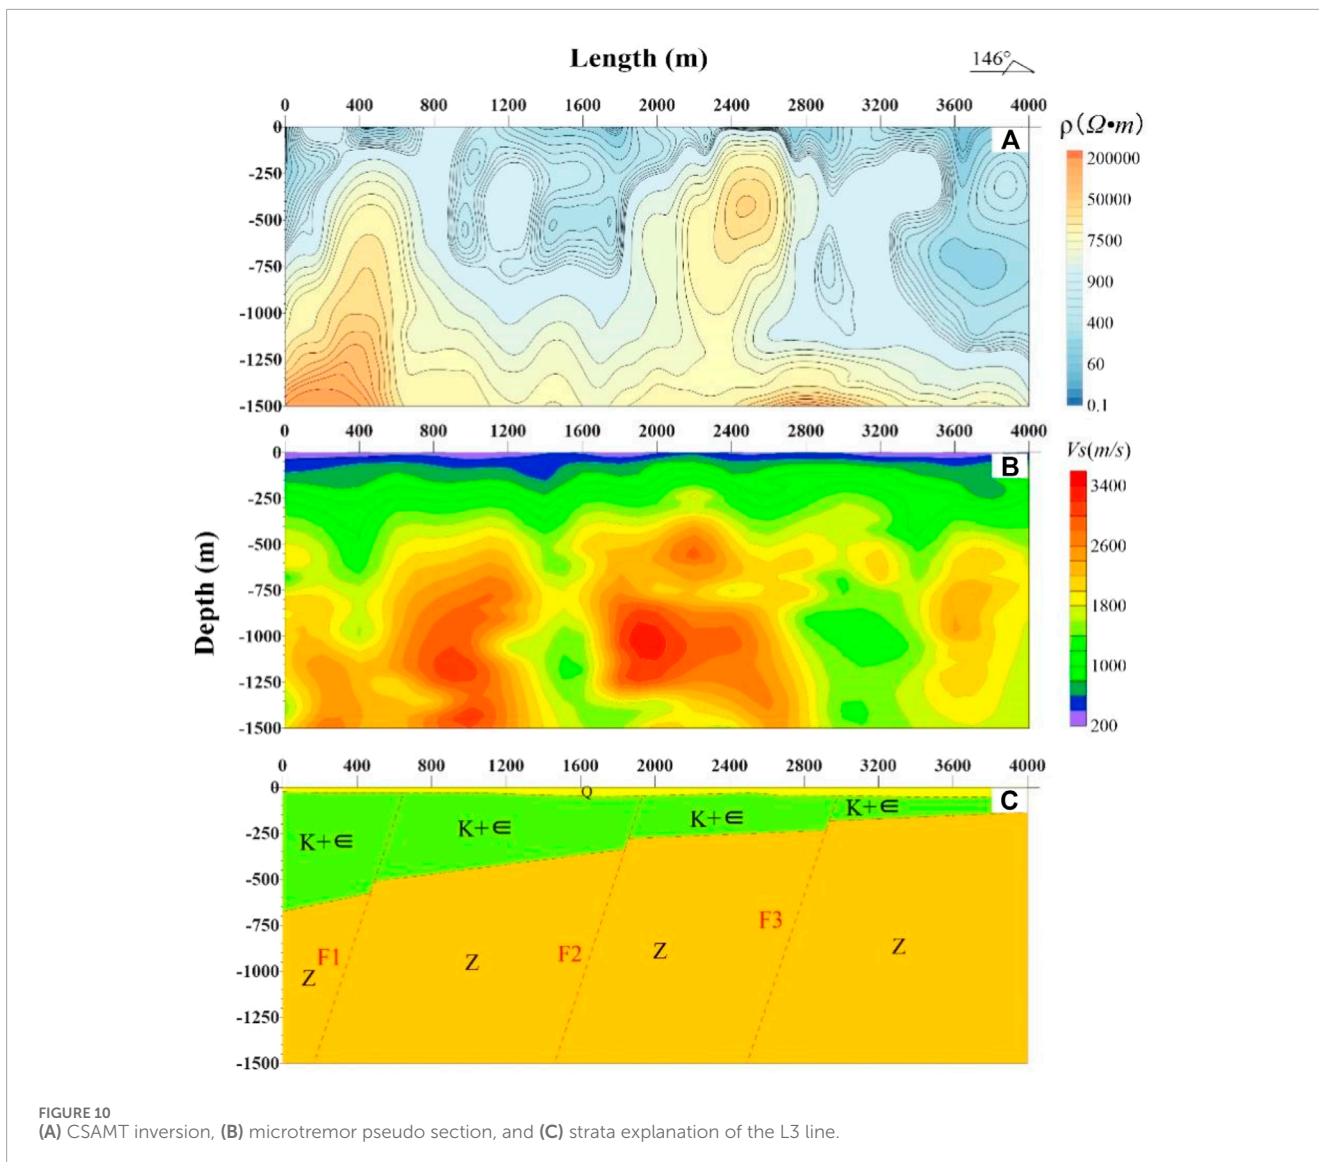 Length (m)
146°
0 400 800 1200 1600 2000 2400 2800 3200 3600 4000
A
0
-250
-500
-750
-1000
-1250
-1500
ρ(Ω•m)
200000
50000
7500
900
400
60
0.1
0 400 800 1200 1600 2000 2400 2800 3200 3600 4000
B
0
-250
-500
-750
-1000
-1250
-1500
Vs(m/s)
3400
2600
1800
1000
200
Depth (m)
0 400 800 1200 1600 2000 2400 2800 3200 3600 4000
C
0
-250
-500
-750
-1000
-1250
-1500
Q
K+∈
K+∈
K+∈
K+∈
F1
F2
F3
Z
Z
Z
Z
FIGURE 10
(A) CSAMT inversion, (B) microtremor pseudo section, and (C) strata explanation of the L3 line.